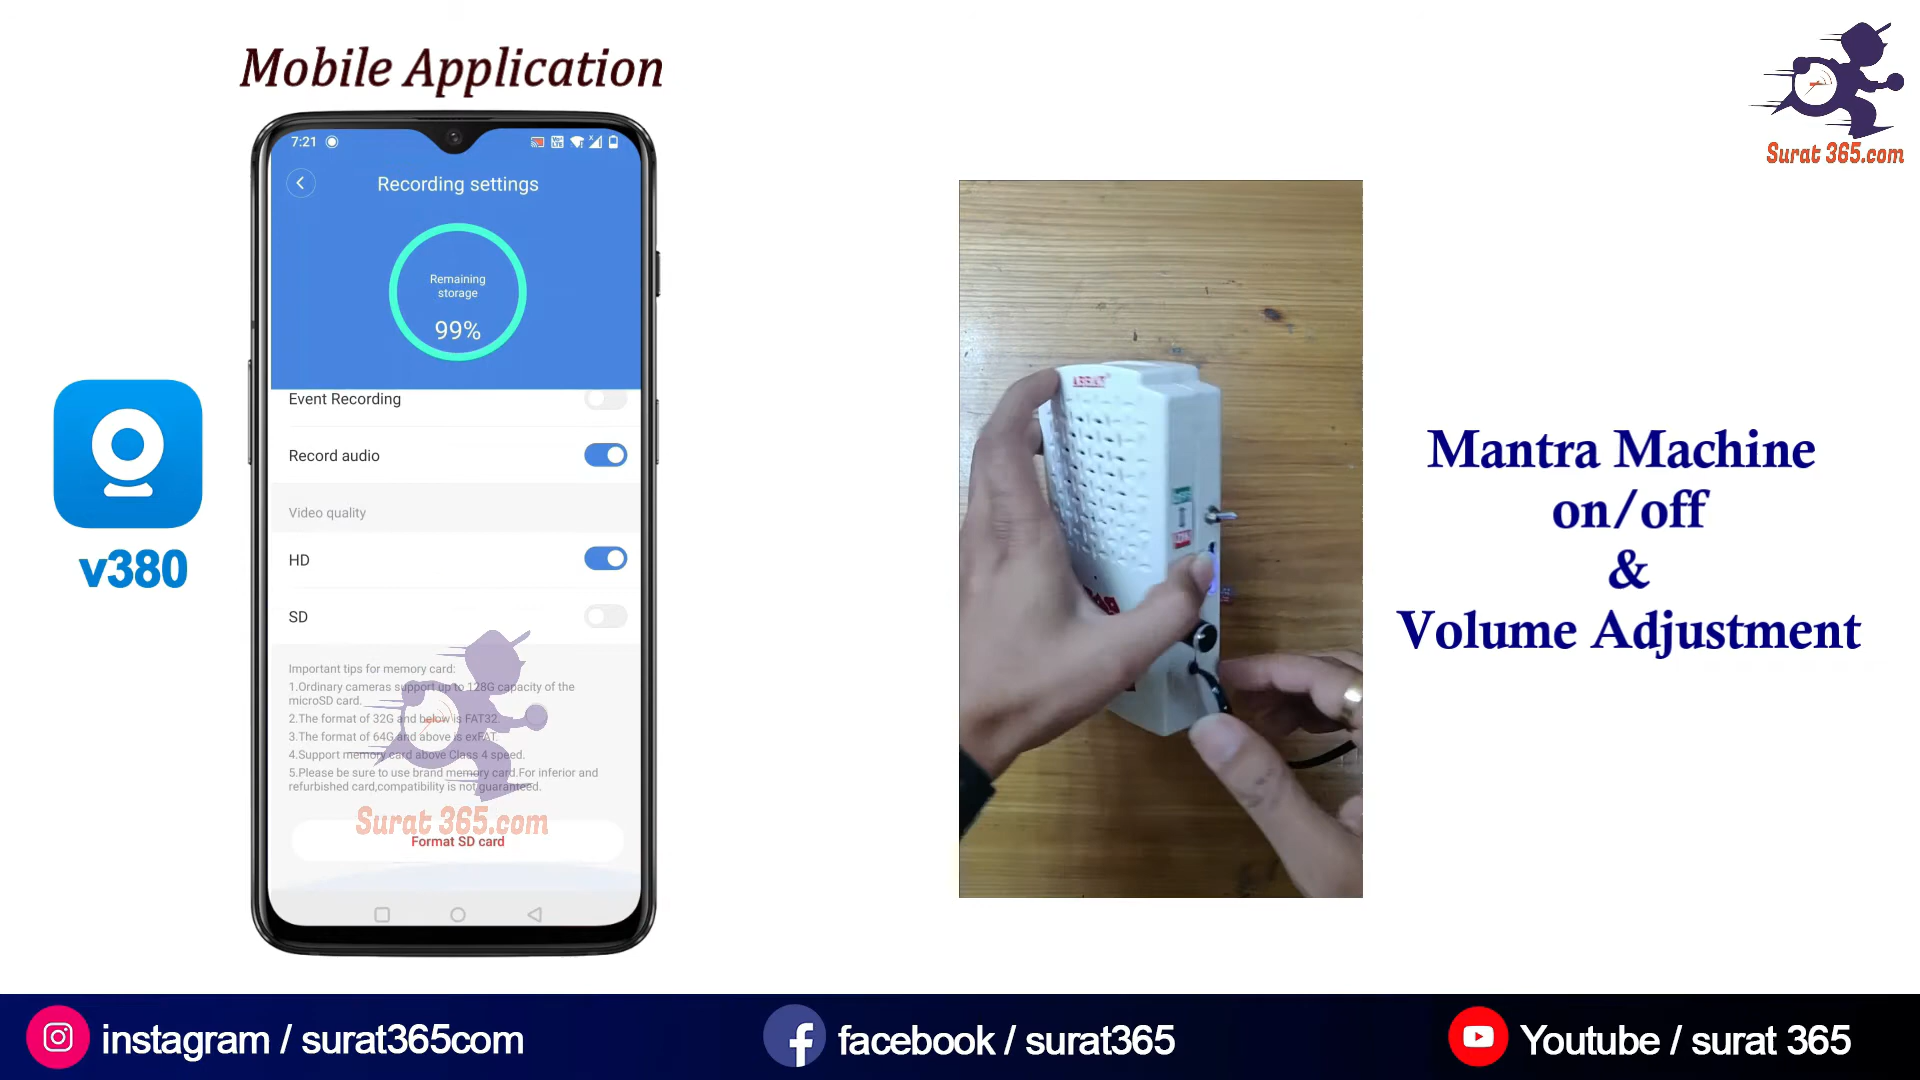 Mobile Application
7:21
Recording settings
Remaining
storage
99%
Event Recording
Record audio
Video quality
HD
SD
Important tips for memory card:
1.Ordinary cameras support up to 128G capacity of the
microSD card.
2.The format of 32G and below is FAT32.
3.The format of 64G and above is exFAT.
4.Support memory card above Class 4 speed.
5.Please be sure to use brand memory card.For inferior and
refurbished card,compatibility is not guaranteed.
Surat 365.com
Format SD card
v380
Surat 365.com
Mantra Machine
on/off
&
Volume Adjustment
instagram / surat365com
facebook / surat365
Youtube / surat 365